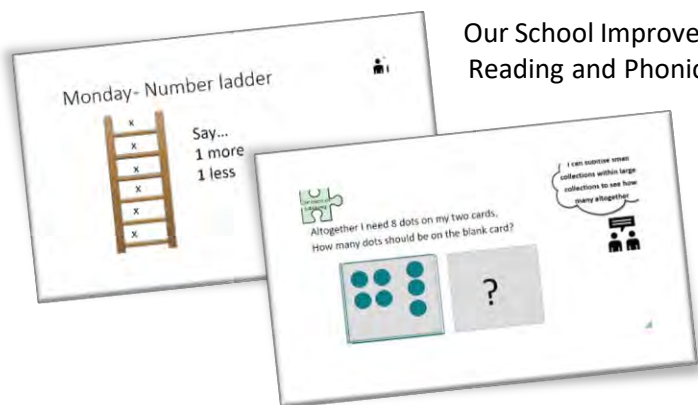 Our School Improve
Reading and Phonic
Monday- Number ladder
x
x
x
x
x
x
Say...
1 more
1 less
I can subitise small
collections within large
collections to see how
many altogether
Altogether I need 8 dots on my two cards.
How many dots should be on the blank card?
?